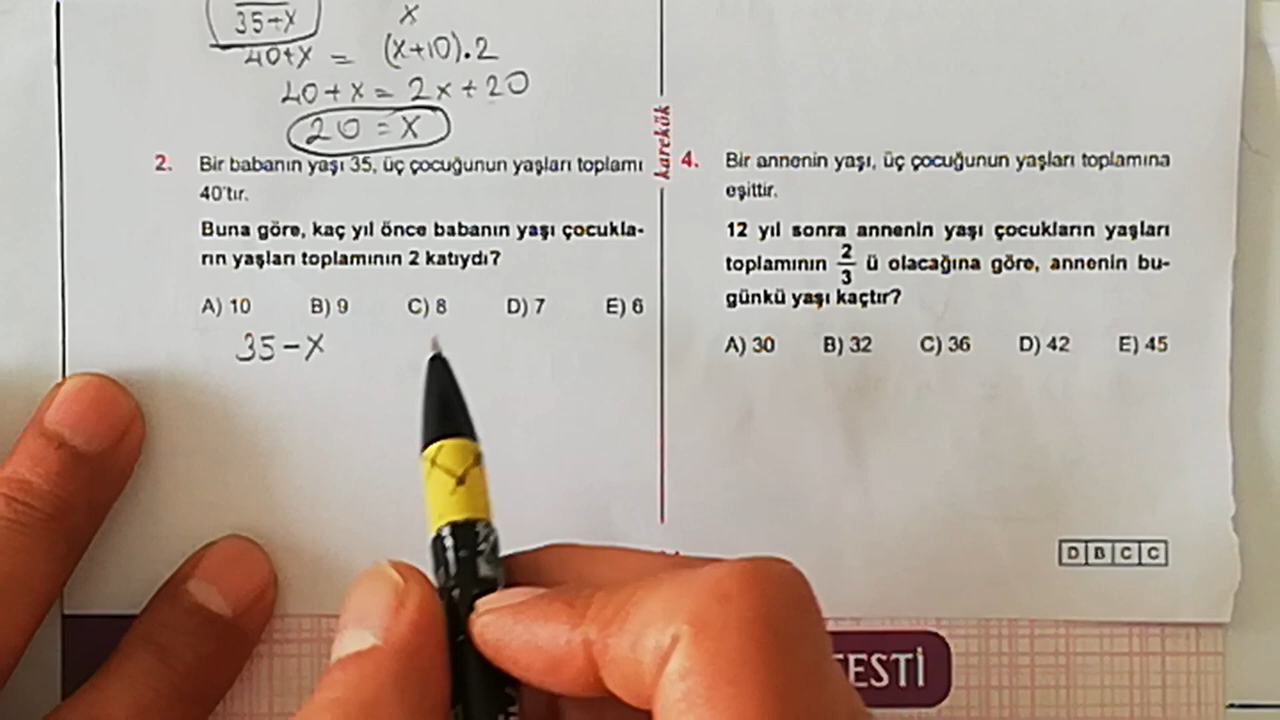 35-x
x
40+x = (x+10).2
40+x = 2x+20
20 = x
2. Bir babanın yaşı 35, üç çocuğunun yaşları toplamı
40'tır.
Buna göre, kaç yıl önce babanın yaşı çocukla-
rın yaşları toplamının 2 katıydı?
A) 10 B) 9 C) 8 D) 7 E) 6
35-x
karekök
4. Bir annenin yaşı, üç çocuğunun yaşları toplamına
eşittir.
12 yıl sonra annenin yaşı çocukların yaşları
toplamının 2/3 ü olacağına göre, annenin bu-
günkü yaşı kaçtır?
A) 30 B) 32 C) 36 D) 42 E) 45
D B C C
ESTİ